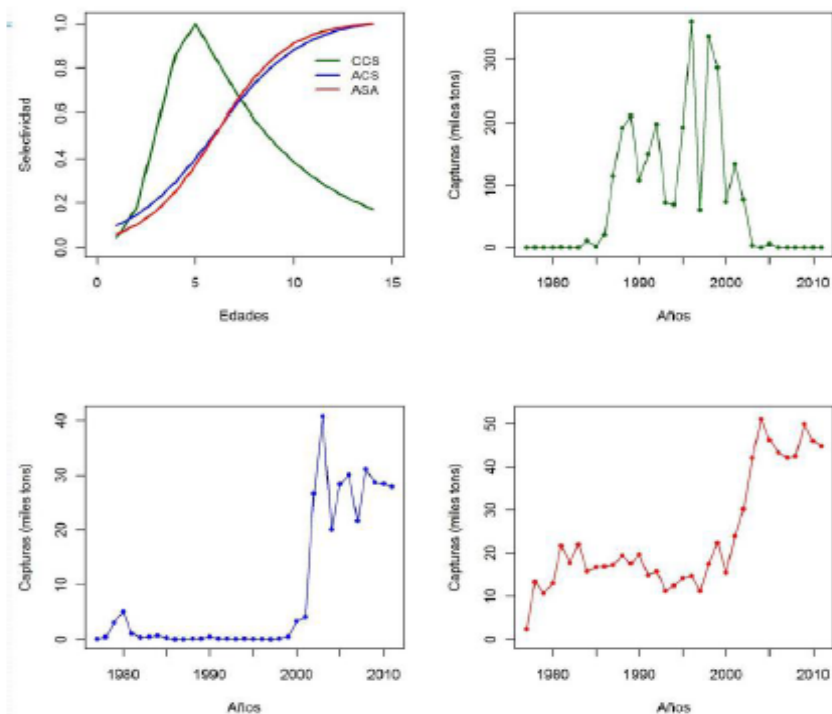 1.0
0.8
0.6
0.4
0.2
0.0
Selectividad
CCS
ACS
ASA
0 5 10 15
Edades
300
200
100
0
Capturas (miles tons)
1980 1990 2000 2010
Años
40
30
20
10
0
Capturas (miles tons)
1980 1990 2000 2010
Años
50
40
30
20
10
0
Capturas (miles tons)
1980 1990 2000 2010
Años